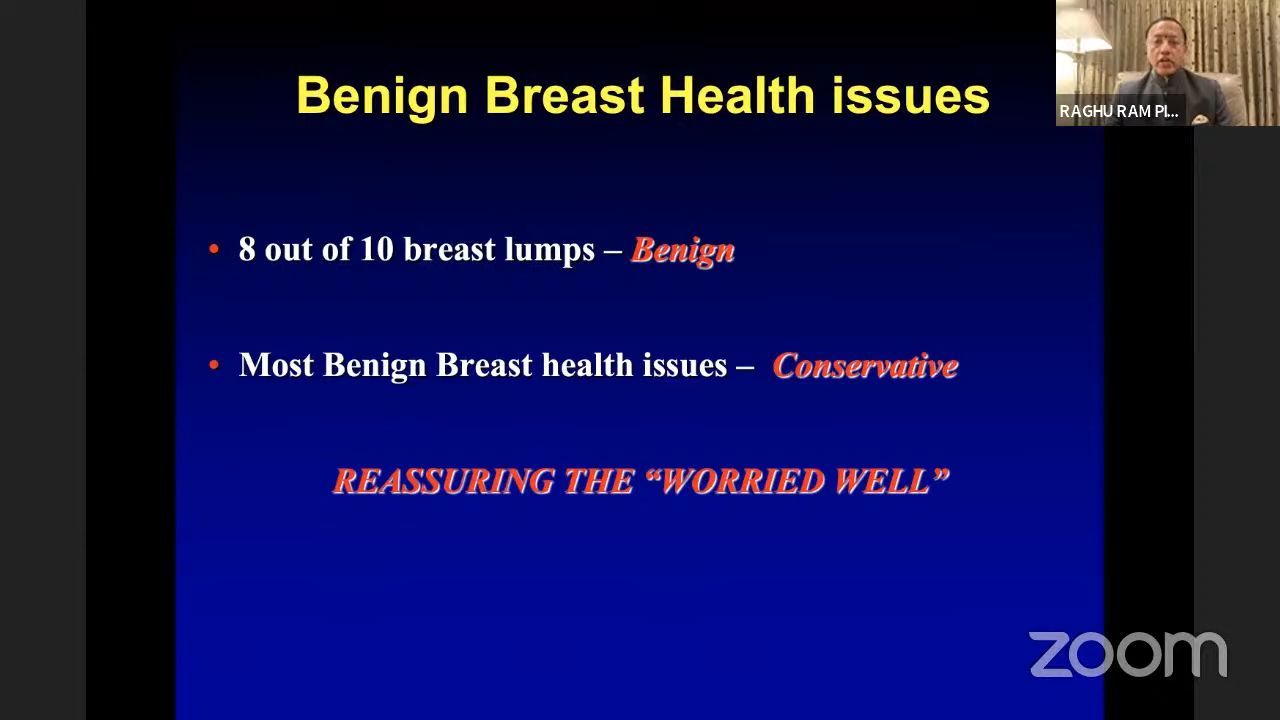 Benign Breast Health issues
RAGHU RAM PI...
• 8 out of 10 breast lumps – Benign
• Most Benign Breast health issues – Conservative
REASSURING THE “WORRIED WELL”
zoom